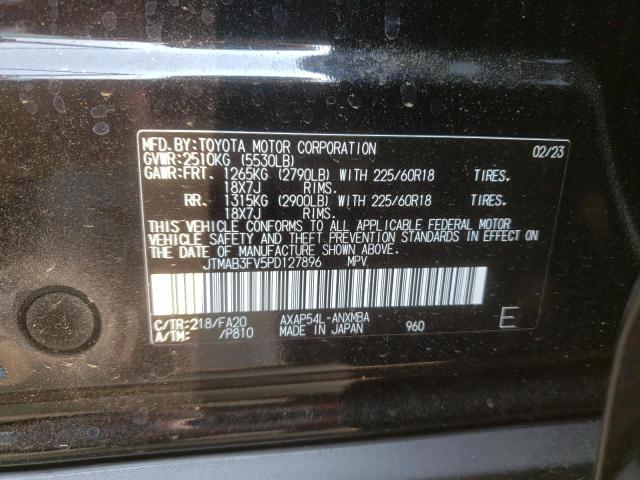 MFD. BY:TOYOTA MOTOR CORPORATION 02/23
GVWR:2510KG (5530LB)
GAWR:FRT. 1265KG (2790LB) WITH 225/60R18 TIRES.
18X7J RIMS.
RR. 1315KG (2900LB) WITH 225/60R18 TIRES.
18X7J RIMS.
THIS VEHICLE CONFORMS TO ALL APPLICABLE FEDERAL MOTOR
VEHICLE SAFETY AND THEFT PREVENTION STANDARDS IN EFFECT ON
THE DATE OF MANUFACTURE SHOWN ABOVE.
JTMAB3FV5PD127896 MPV
C/TR:218/FA20 AXAP54L-ANXMBA
A/TM: /P810 MADE IN JAPAN 960 E